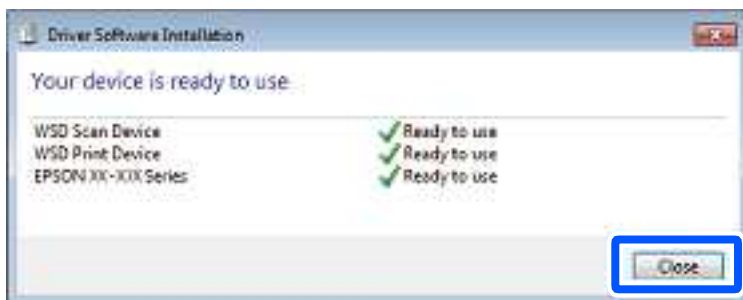 Driver Software Installation
Your device is ready to use
WSD Scan Device Ready to use
WSD Print Device Ready to use
EPSON XX-XXX Series Ready to use
Close